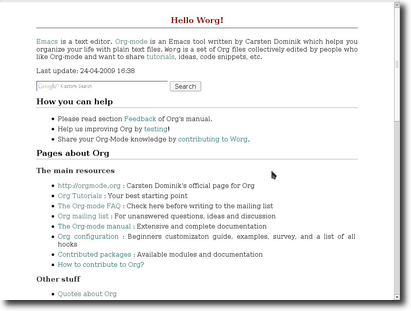 Hello Worg!
Emacs is a text editor. Org-mode is an Emacs tool written by Carsten Dominik which helps you
organize your life with plain text files. Worg is a set of Org files collectively edited by people who
like Org-mode and want to share tutorials, ideas, code snippets, etc.
Last update: 24-04-2009 16:38
Google Custom Search Search
How you can help
Please read section Feedback of Org's manual.
Help us improving Org by testing!
Share your Org-Mode knowledge by contributing to Worg.
Pages about Org
The main resources
http://orgmode.org : Carsten Dominik's official page for Org
Org Tutorials : Your best starting point
The Org-mode FAQ : Check here before writing to the mailing list
Org mailing list : For unanswered questions, ideas and discussion
The Org-mode manual : Extensive and complete documentation
Org configuration : Beginners customizaton guide, examples, survey, and a list of all
hooks
Contributed packages : Available modules and documentation
How to contribute to Org?
Other stuff
Quotes about Org